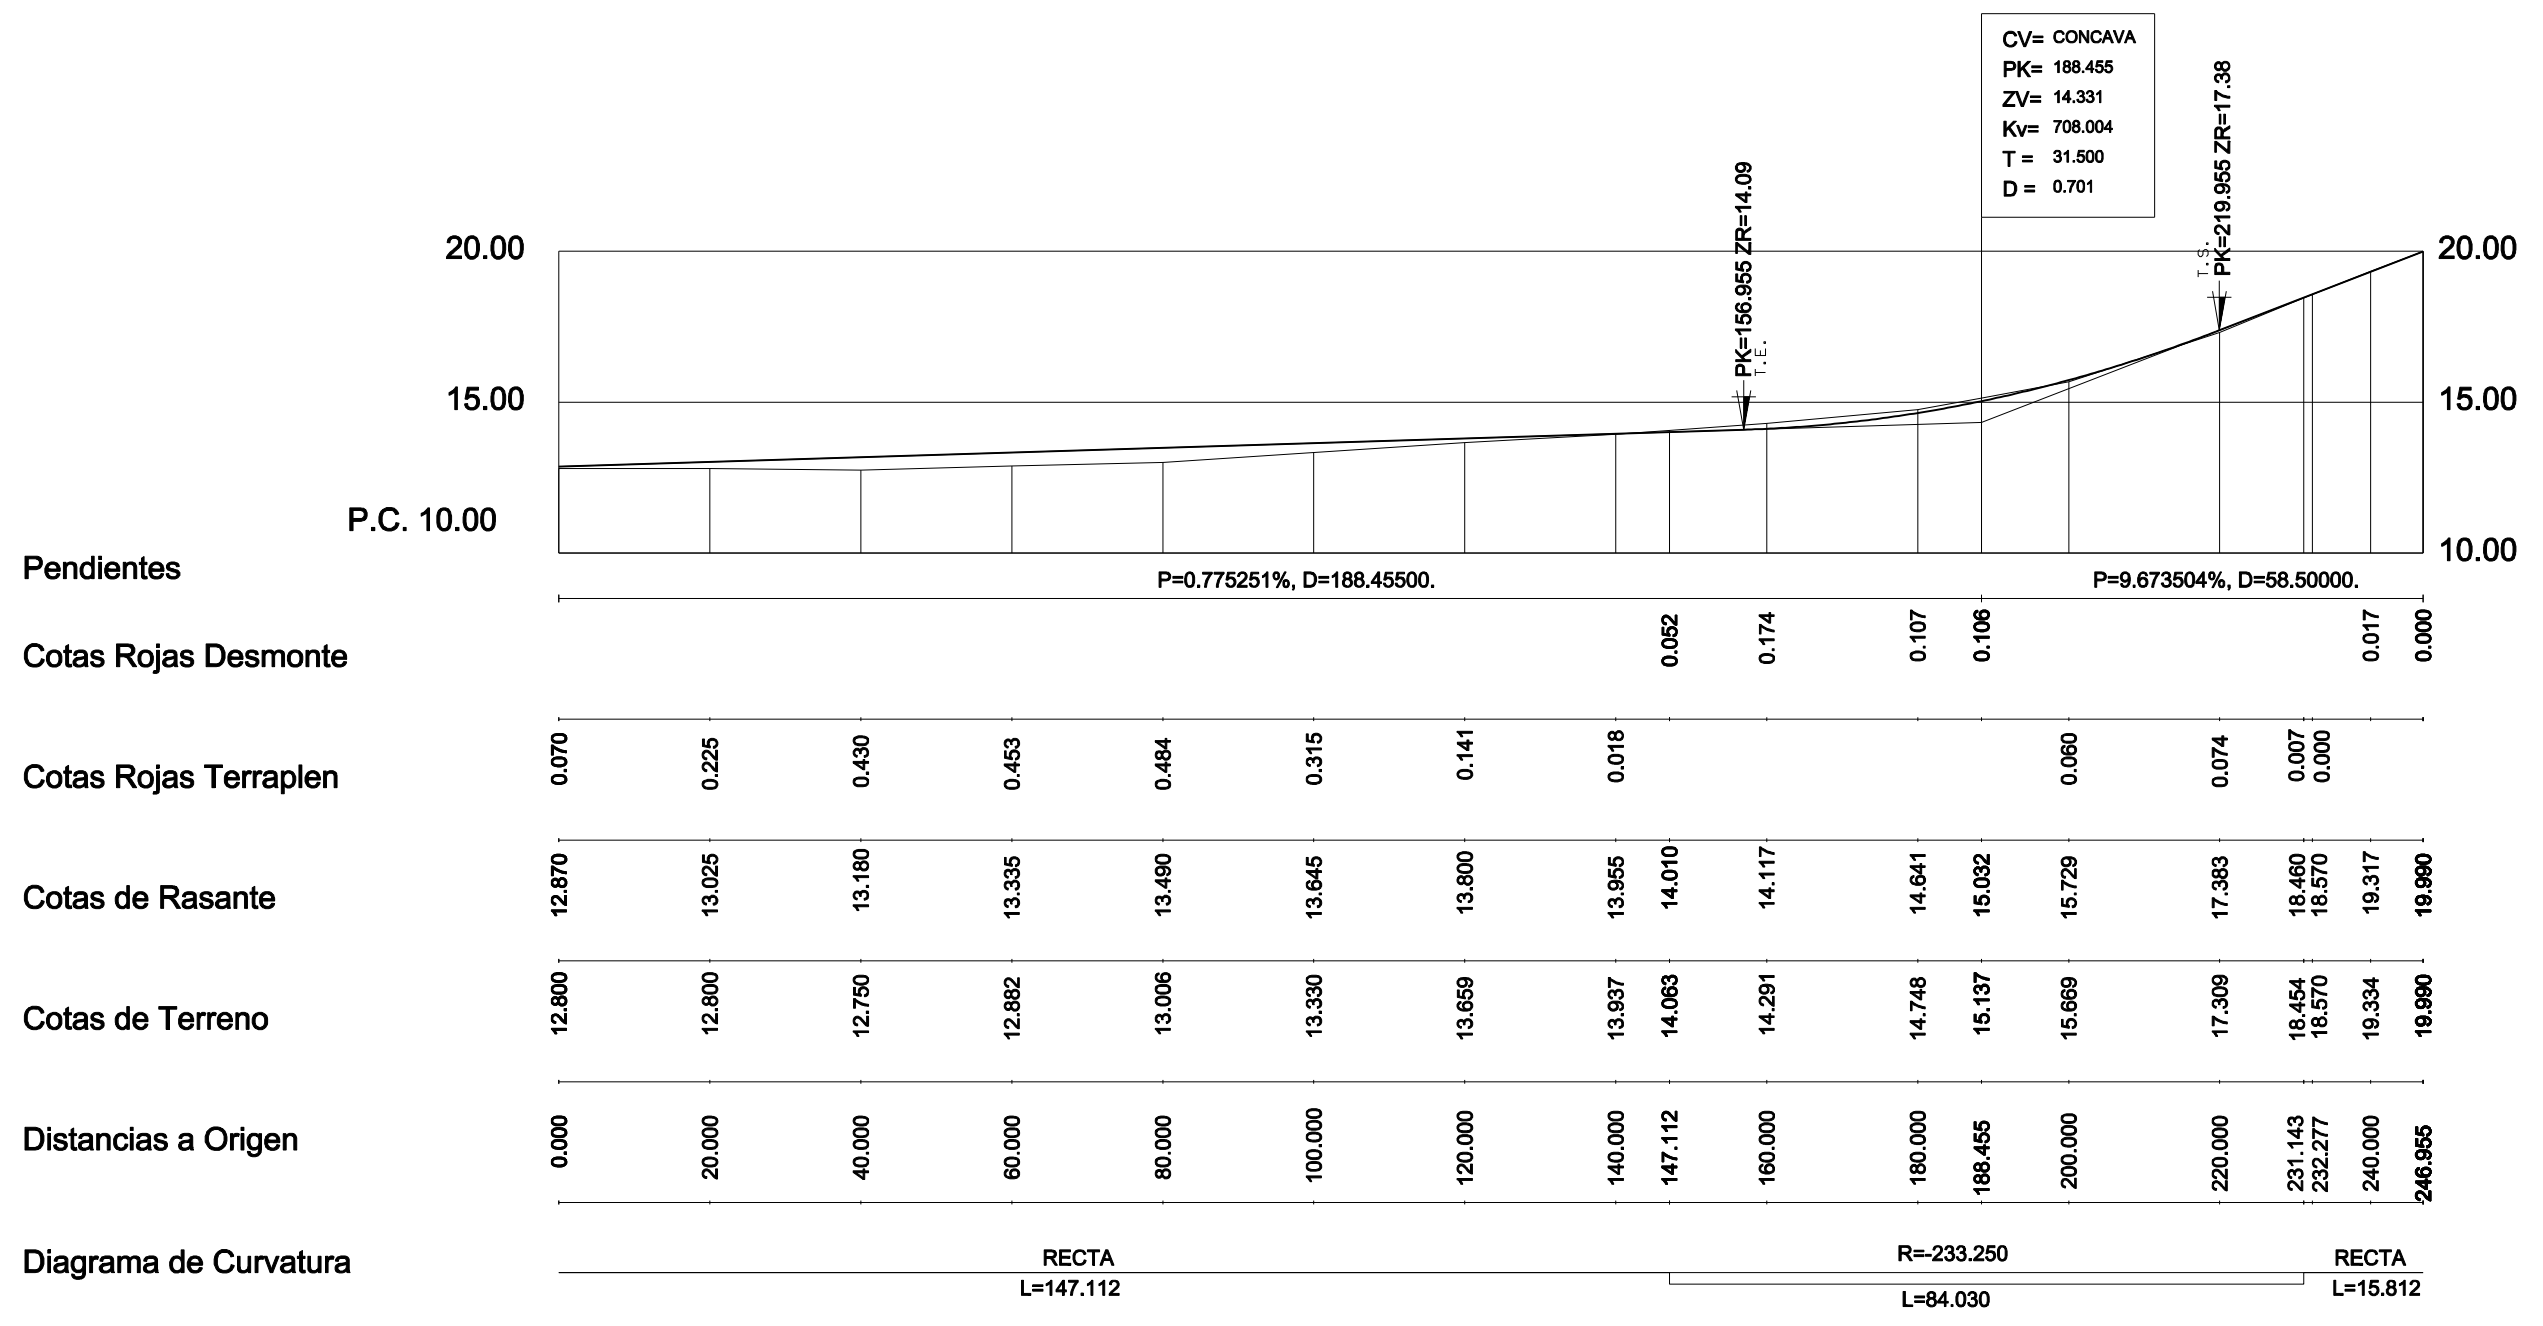 CV= CONCAVA
PK= 188.455
ZV= 14.331
Kv= 708.004
T = 31.500
D = 0.701
PK=156.955 ZR=14.09
T.E.
PK=219.955 ZR=17.38
T.S.
20.00 20.00
15.00 15.00
P.C. 10.00 10.00
Pendientes P=0.775251%, D=188.45500. P=9.673504%, D=58.50000.
Cotas Rojas Desmonte 0.052 0.174 0.107 0.106 0.017 0.000
Cotas Rojas Terraplen 0.070 0.225 0.430 0.453 0.484 0.315 0.141 0.018 0.060 0.074 0.007 0.000
Cotas de Rasante 12.870 13.025 13.180 13.335 13.490 13.645 13.800 13.955 14.010 14.117 14.641 15.032 15.729 17.383 18.460 18.570 19.317 19.990
Cotas de Terreno 12.800 12.800 12.750 12.882 13.006 13.330 13.659 13.937 14.063 14.291 14.748 15.137 15.669 17.309 18.454 18.570 19.334 19.990
Distancias a Origen 0.000 20.000 40.000 60.000 80.000 100.000 120.000 140.000 147.112 160.000 180.000 188.455 200.000 220.000 231.143 232.277 240.000 246.955
Diagrama de Curvatura RECTA R=-233.250 RECTA
L=147.112 L=84.030 L=15.812